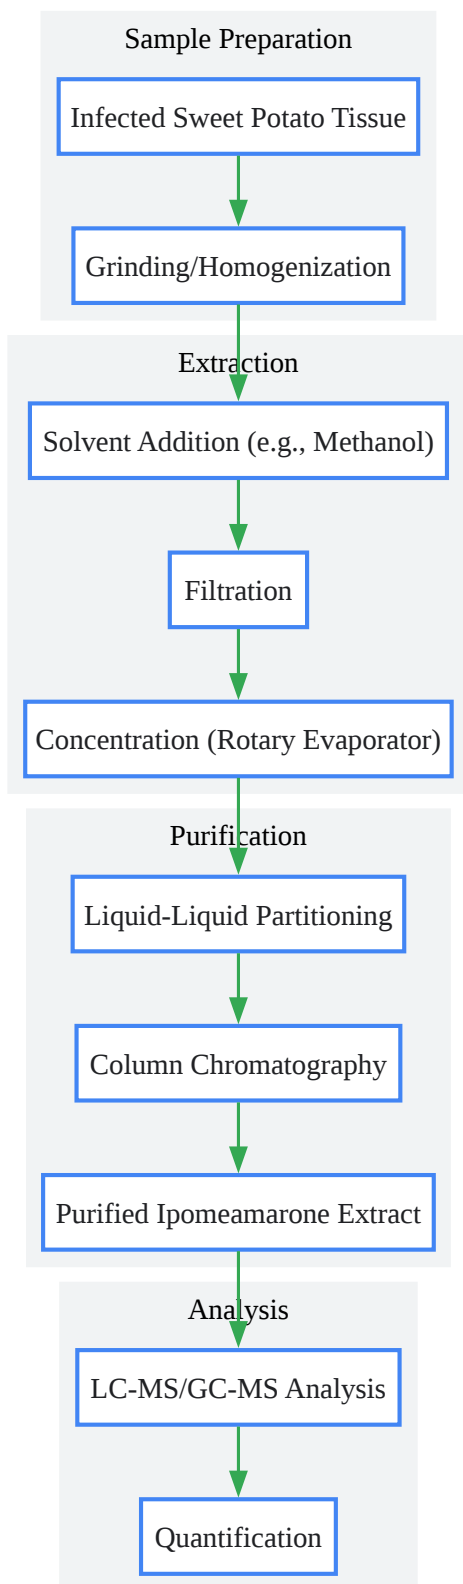 Sample Preparation
Infected Sweet Potato Tissue
Grinding/Homogenization
Extraction
Solvent Addition (e.g., Methanol)
Filtration
Concentration (Rotary Evaporator)
Purification
Liquid-Liquid Partitioning
Column Chromatography
Purified Ipomeamarone Extract
Analysis
LC-MS/GC-MS Analysis
Quantification